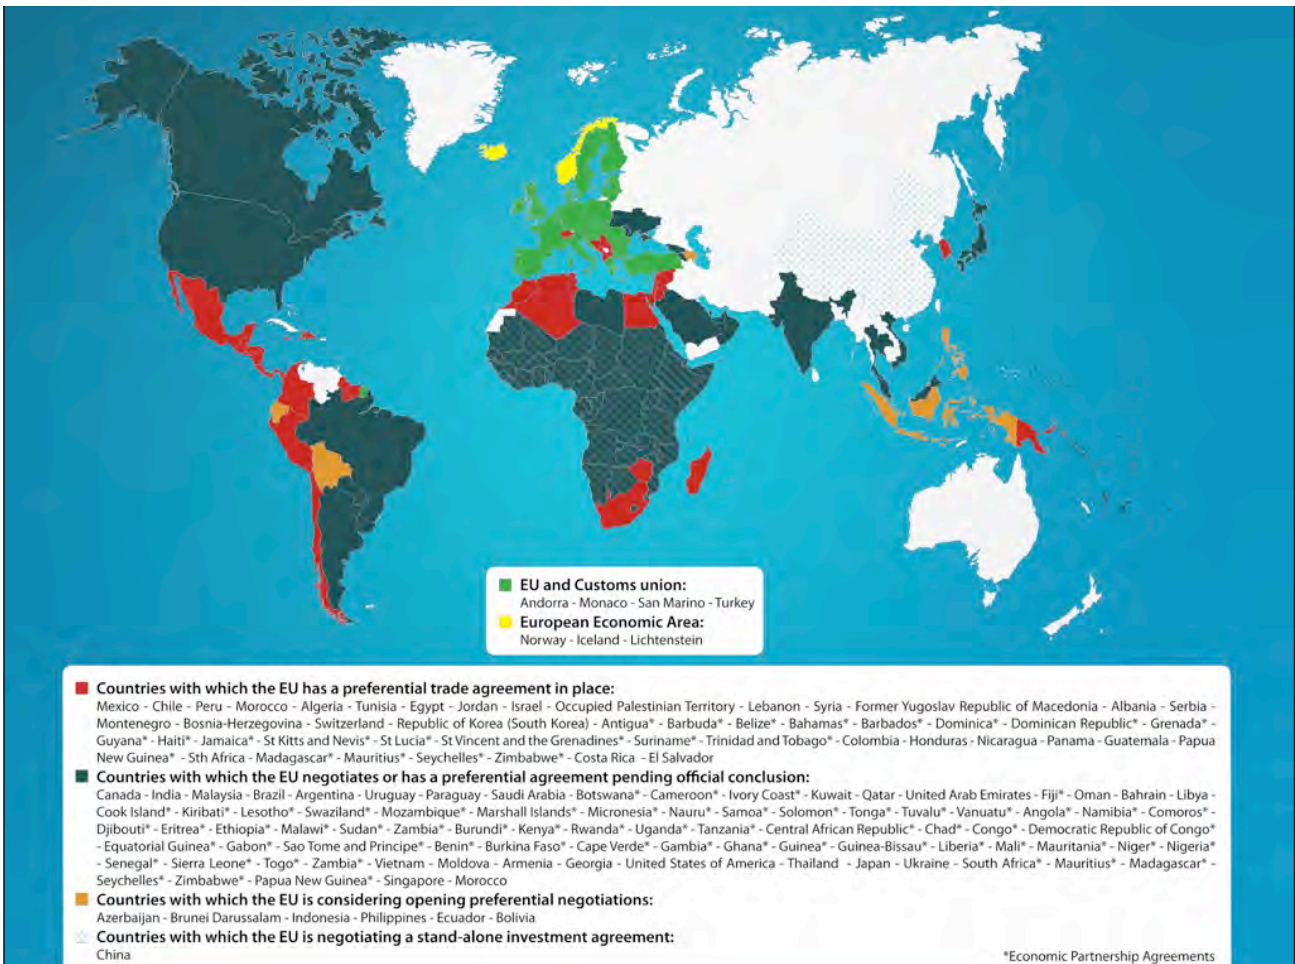 EU and Customs union:
Andorra - Monaco - San Marino - Turkey
European Economic Area:
Norway - Iceland - Lichtenstein
Countries with which the EU has a preferential trade agreement in place:
Mexico - Chile - Peru - Morocco - Algeria - Tunisia - Egypt - Jordan - Israel - Occupied Palestinian Territory - Lebanon - Syria - Former Yugoslav Republic of Macedonia - Albania - Serbia -
Montenegro - Bosnia-Herzegovina - Switzerland - Republic of Korea (South Korea) - Antigua* - Barbuda* - Belize* - Bahamas* - Barbados* - Dominica* - Dominican Republic* - Grenada* -
Guyana* - Haiti* - Jamaica* - St Kitts and Nevis* - St Lucia* - St Vincent and the Grenadines* - Suriname* - Trinidad and Tobago* - Colombia - Honduras - Nicaragua - Panama - Guatemala - Papua
New Guinea* - Sth Africa - Madagascar* - Mauritius* - Seychelles* - Zimbabwe* - Costa Rica - El Salvador
Countries with which the EU negotiates or has a preferential agreement pending official conclusion:
Canada - India - Malaysia - Brazil - Argentina - Uruguay - Paraguay - Saudi Arabia - Botswana* - Cameroon* - Ivory Coast* - Kuwait - Qatar - United Arab Emirates - Fiji* - Oman - Bahrain - Libya -
Cook Island* - Kiribati* - Lesotho* - Swaziland* - Mozambique* - Marshall Islands* - Micronesia* - Nauru* - Samoa* - Solomon* - Tonga* - Tuvalu* - Vanuatu* - Angola* - Namibia* - Comoros* -
Djibouti* - Eritrea* - Ethiopia* - Malawi* - Sudan* - Zambia* - Burundi* - Kenya* - Rwanda* - Uganda* - Tanzania* - Central African Republic* - Chad* - Congo* - Democratic Republic of Congo*
- Equatorial Guinea* - Gabon* - Sao Tome and Principe* - Benin* - Burkina Faso* - Cape Verde* - Gambia* - Ghana* - Guinea* - Guinea-Bissau* - Liberia* - Mali* - Mauritania* - Niger* - Nigeria*
- Senegal* - Sierra Leone* - Togo* - Zambia* - Vietnam - Moldova - Armenia - Georgia - United States of America - Thailand - Japan - Ukraine - South Africa* - Mauritius* - Madagascar* -
Seychelles* - Zimbabwe* - Papua New Guinea* - Singapore - Morocco
Countries with which the EU is considering opening preferential negotiations:
Azerbaijan - Brunei Darussalam - Indonesia - Philippines - Ecuador - Bolivia
Countries with which the EU is negotiating a stand-alone investment agreement:
China
*Economic Partnership Agreements